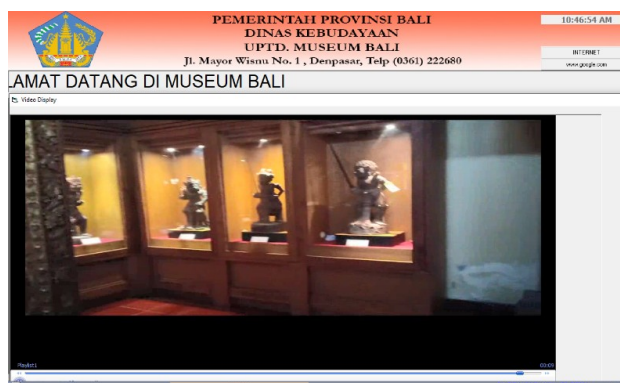 PEMERINTAH PROVINSI BALI
DINAS KEBUDAYAAN
UPTD. MUSEUM BALI
Jl. Mayor Wisnu No. 1 , Denpasar, Telp (0361) 222680
10:46:54 AM
INTERNET
www.google.com
LAMAT DATANG DI MUSEUM BALI
Video Display
Playlist1